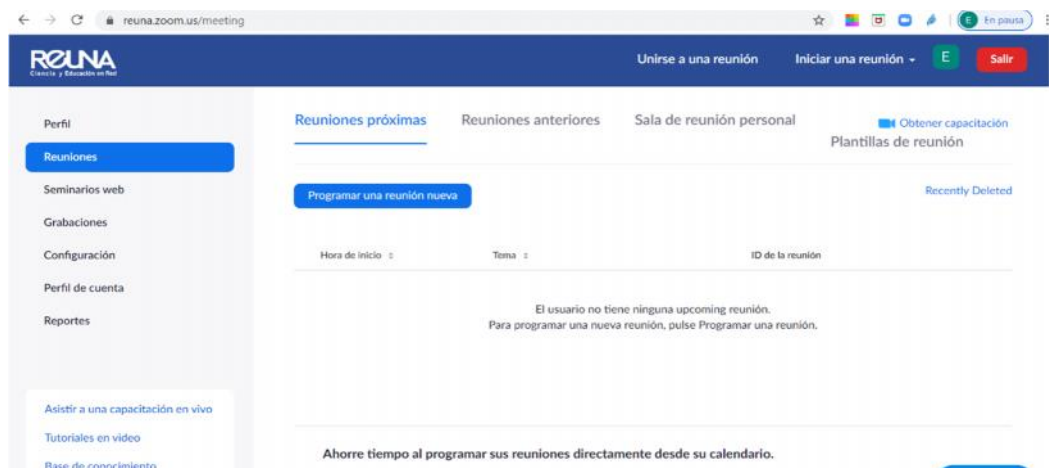 reuna.zoom.us/meeting
E En pausa
REUNA
Ciencia y Educación en Red
Unirse a una reunión
Iniciar una reunión
E
Salir
Perfil
Reuniones
Seminarios web
Grabaciones
Configuración
Perfil de cuenta
Reportes
Asistir a una capacitación en vivo
Tutoriales en video
Base de conocimiento
Reuniones próximas
Reuniones anteriores
Sala de reunión personal
Plantillas de reunión
Obtener capacitación
Programar una reunión nueva
Recently Deleted
Hora de inicio
Tema
ID de la reunión
El usuario no tiene ninguna upcoming reunión.
Para programar una nueva reunión, pulse Programar una reunión.
Ahorre tiempo al programar sus reuniones directamente desde su calendario.